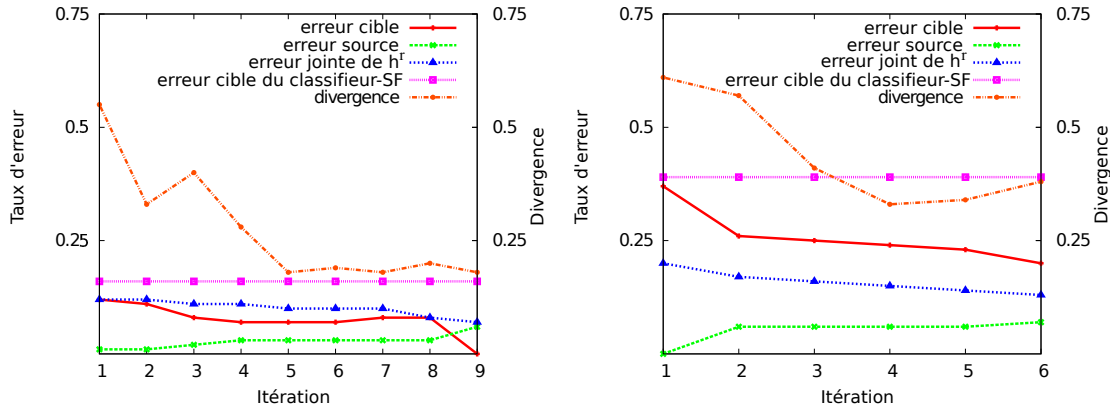 0.75
0.5
0.25
Taux d'erreur
erreur cible
erreur source
erreur jointe de hʳ
erreur cible du classifieur-SF
divergence
0.75
0.5
0.25
Divergence
1 2 3 4 5 6 7 8 9
Itération
0.75
0.5
0.25
Taux d'erreur
erreur cible
erreur source
erreur joint de hʳ
erreur cible du classifieur-SF
divergence
0.75
0.5
0.25
Divergence
1 2 3 4 5 6
Itération